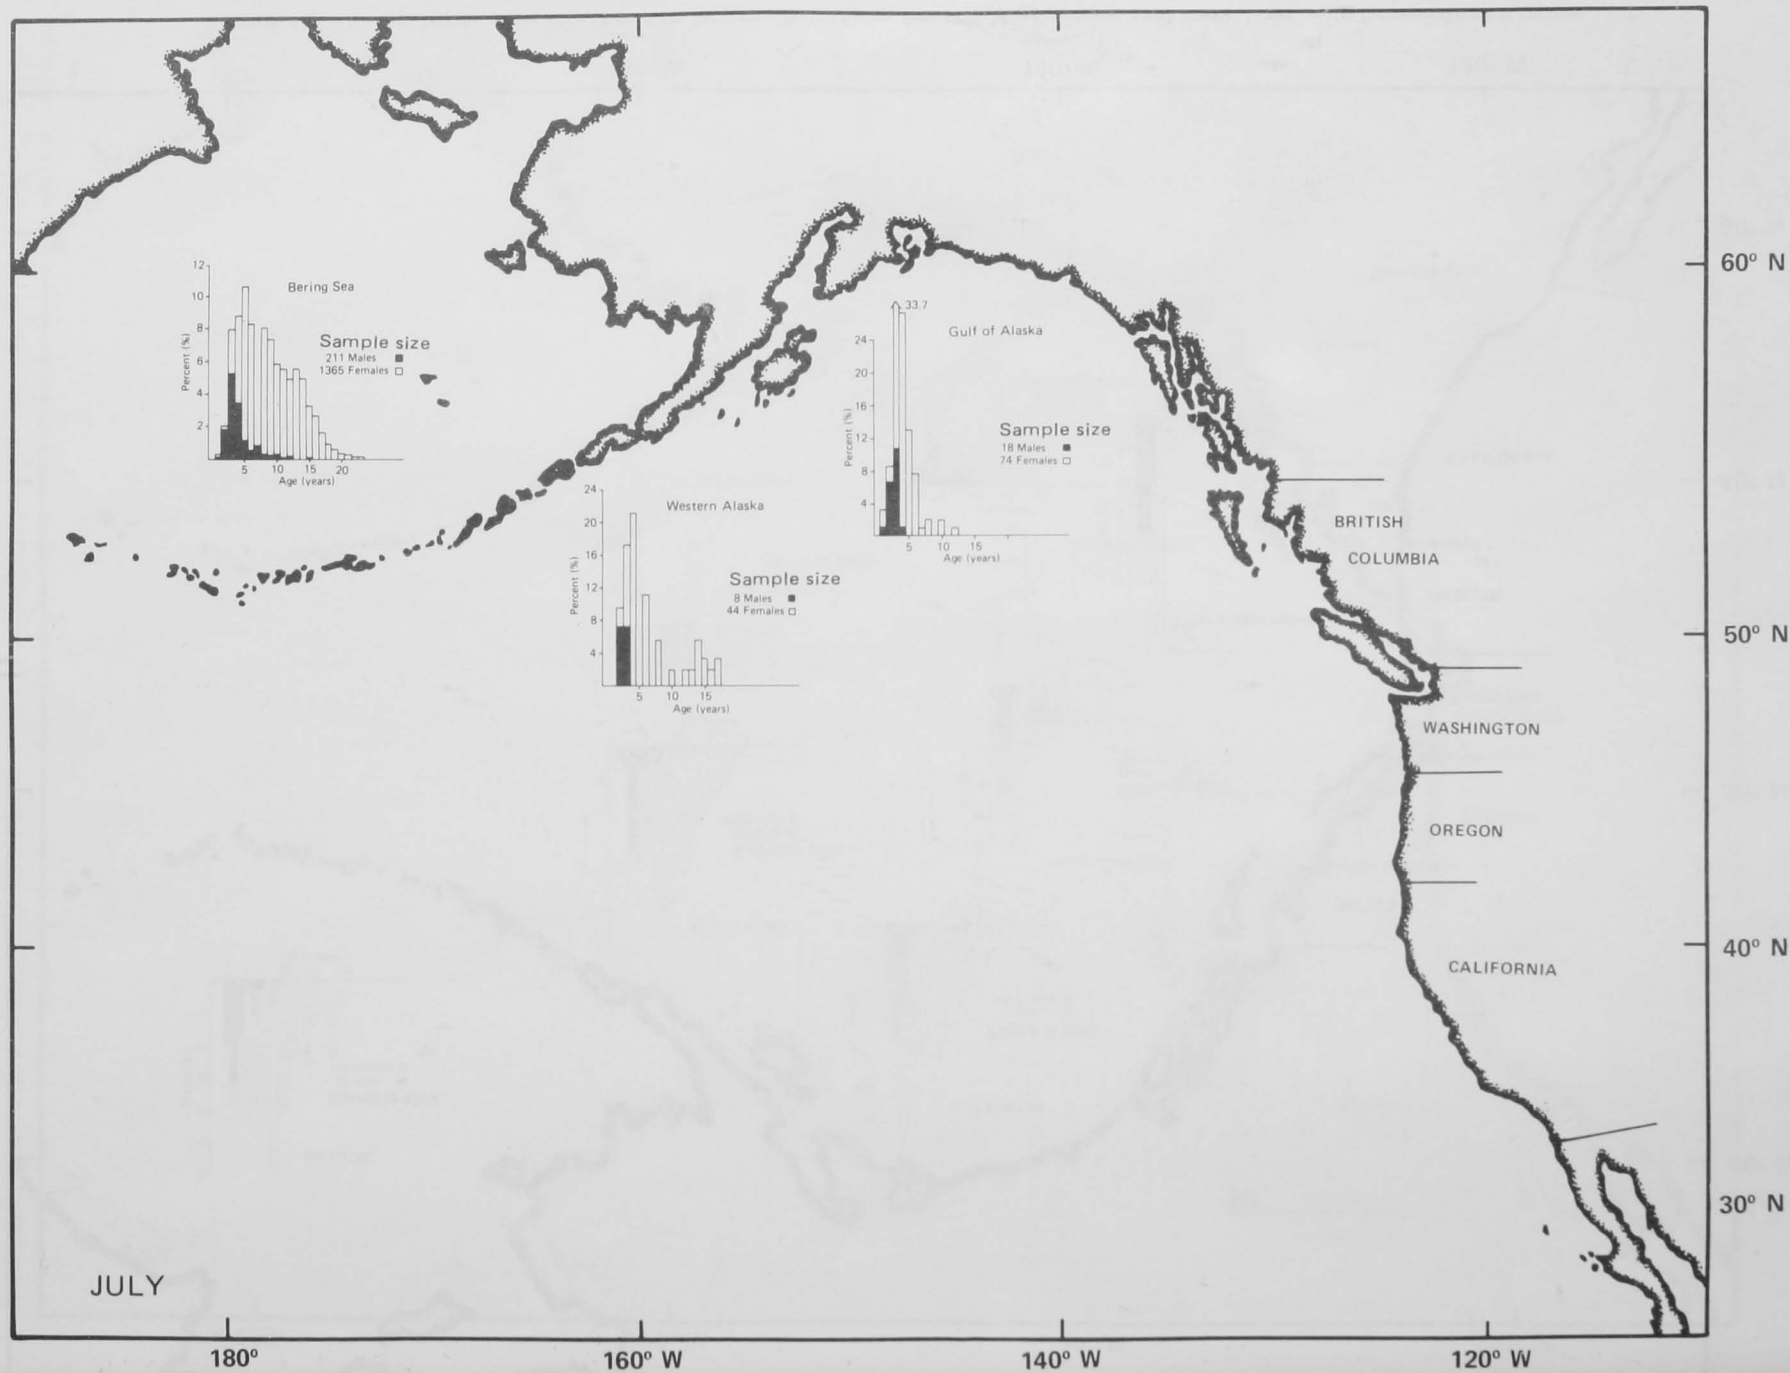 60° N
50° N
40° N
30° N
180°
160° W
140° W
120° W
JULY
BRITISH
COLUMBIA
WASHINGTON
OREGON
CALIFORNIA
Bering Sea
Sample size
211 Males
1365 Females
Percent (%)
12
10
8
6
4
2
5 10 15 20
Age (years)
Western Alaska
Sample size
8 Males
44 Females
Percent (%)
24
20
16
12
8
4
5 10 15
Age (years)
33.7
Gulf of Alaska
Sample size
18 Males
74 Females
Percent (%)
24
20
16
12
8
4
5 10 15
Age (years)